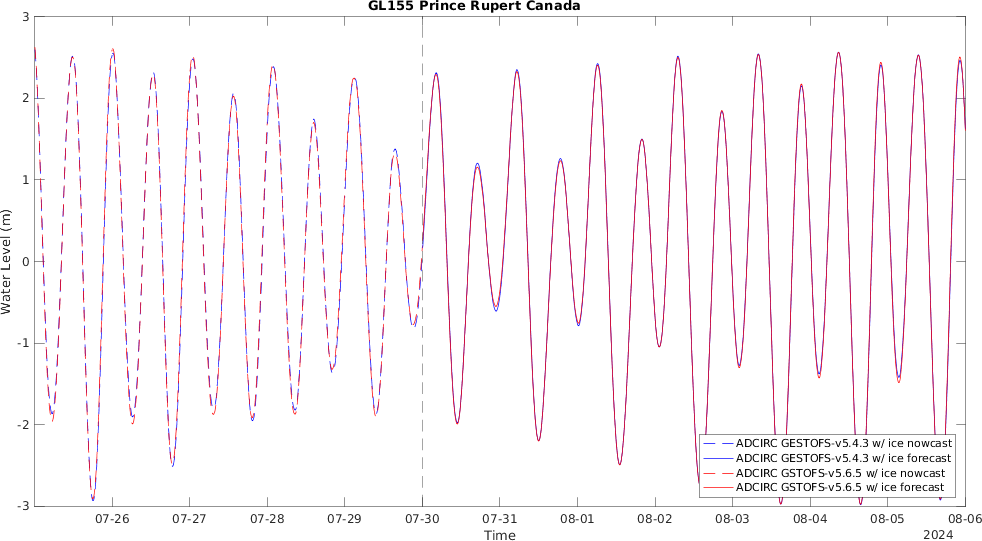 GL155 Prince Rupert Canada
3
2
1
0
-1
-2
-3
Water Level (m)
ADCIRC GESTOFS-v5.4.3 w/ ice nowcast
ADCIRC GESTOFS-v5.4.3 w/ ice forecast
ADCIRC GSTOFS-v5.6.5 w/ ice nowcast
ADCIRC GSTOFS-v5.6.5 w/ ice forecast
07-26 07-27 07-28 07-29 07-30 07-31 08-01 08-02 08-03 08-04 08-05 08-06
Time
2024